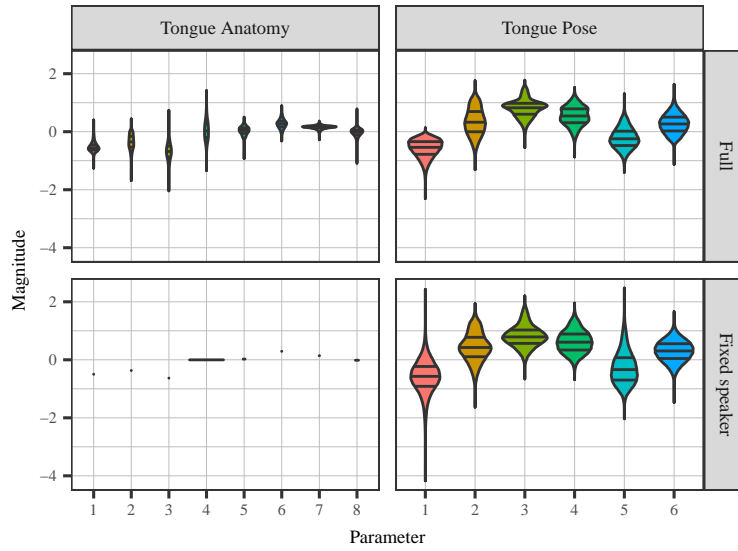 Tongue Anatomy
Tongue Pose
2
0
−2
−4
Full
Magnitude
2
0
−2
−4
Fixed speaker
1 2 3 4 5 6 7 8
1 2 3 4 5 6
Parameter